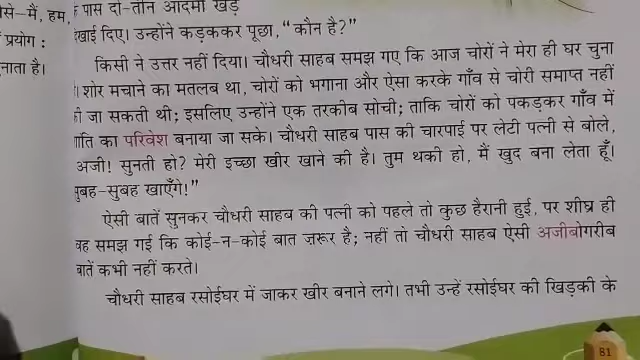 से—मैं, हम,
प्रयोग :
नाता है।
के पास दो-तीन आदमी खड़े
दिखाई दिए। उन्होंने कड़ककर पूछा, “कौन है?”
किसी ने उत्तर नहीं दिया। चौधरी साहब समझ गए कि आज चोरों ने मेरा ही घर चुना
शोर मचाने का मतलब था, चोरों को भगाना और ऐसा करके गाँव से चोरी समाप्त नहीं
की जा सकती थी; इसलिए उन्होंने एक तरकीब सोची; ताकि चोरों को पकड़कर गाँव में
शांति का परिवेश बनाया जा सके। चौधरी साहब पास की चारपाई पर लेटी पत्नी से बोले,
अजी! सुनती हो? मेरी इच्छा खीर खाने की है। तुम थकी हो, मैं खुद बना लेता हूँ।
सुबह-सुबह खाएँगे!”
ऐसी बातें सुनकर चौधरी साहब की पत्नी को पहले तो कुछ हैरानी हुई, पर शीघ्र ही
वह समझ गई कि कोई-न-कोई बात ज़रूर है; नहीं तो चौधरी साहब ऐसी अजीबोगरीब
बातें कभी नहीं करते।
चौधरी साहब रसोईघर में जाकर खीर बनाने लगे। तभी उन्हें रसोईघर की खिड़की के
81